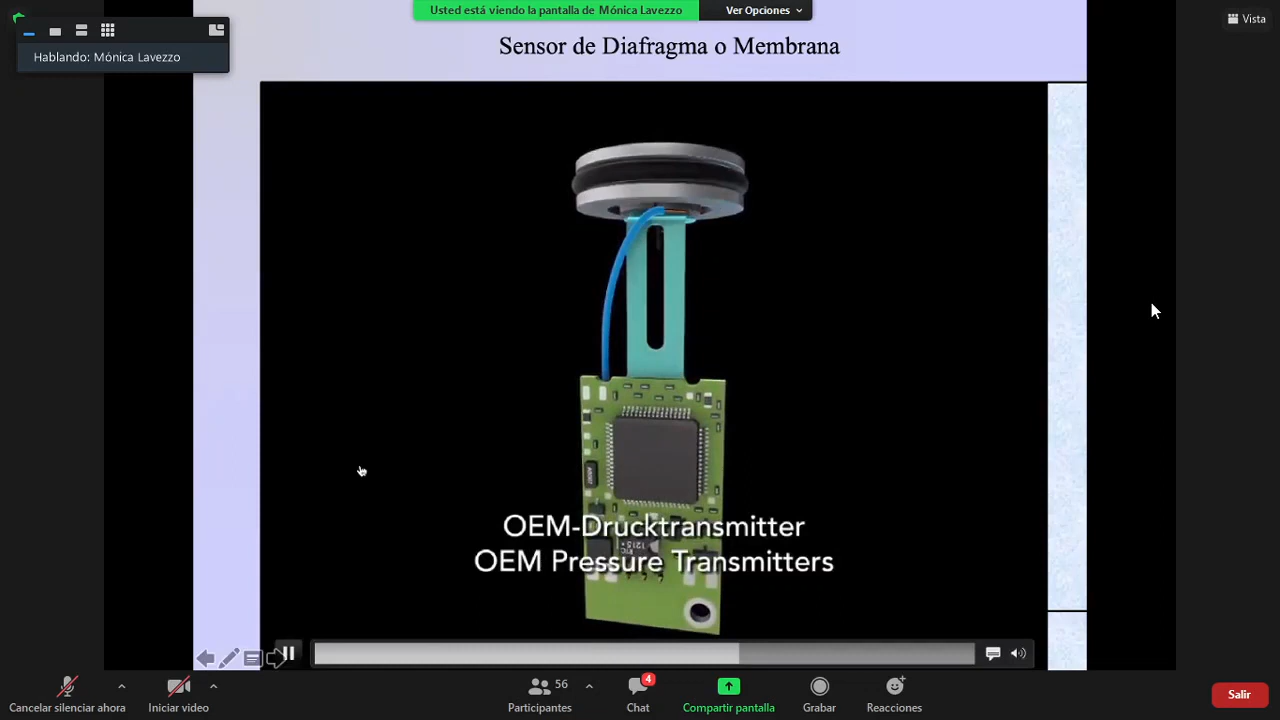 Usted está viendo la pantalla de Mónica Lavezzo
Ver Opciones
Vista
Hablando: Mónica Lavezzo
Sensor de Diafragma o Membrana
OEM-Drucktransmitter
OEM Pressure Transmitters
Cancelar silenciar ahora
Iniciar video
56
Participantes
4
Chat
Compartir pantalla
Grabar
Reacciones
Salir